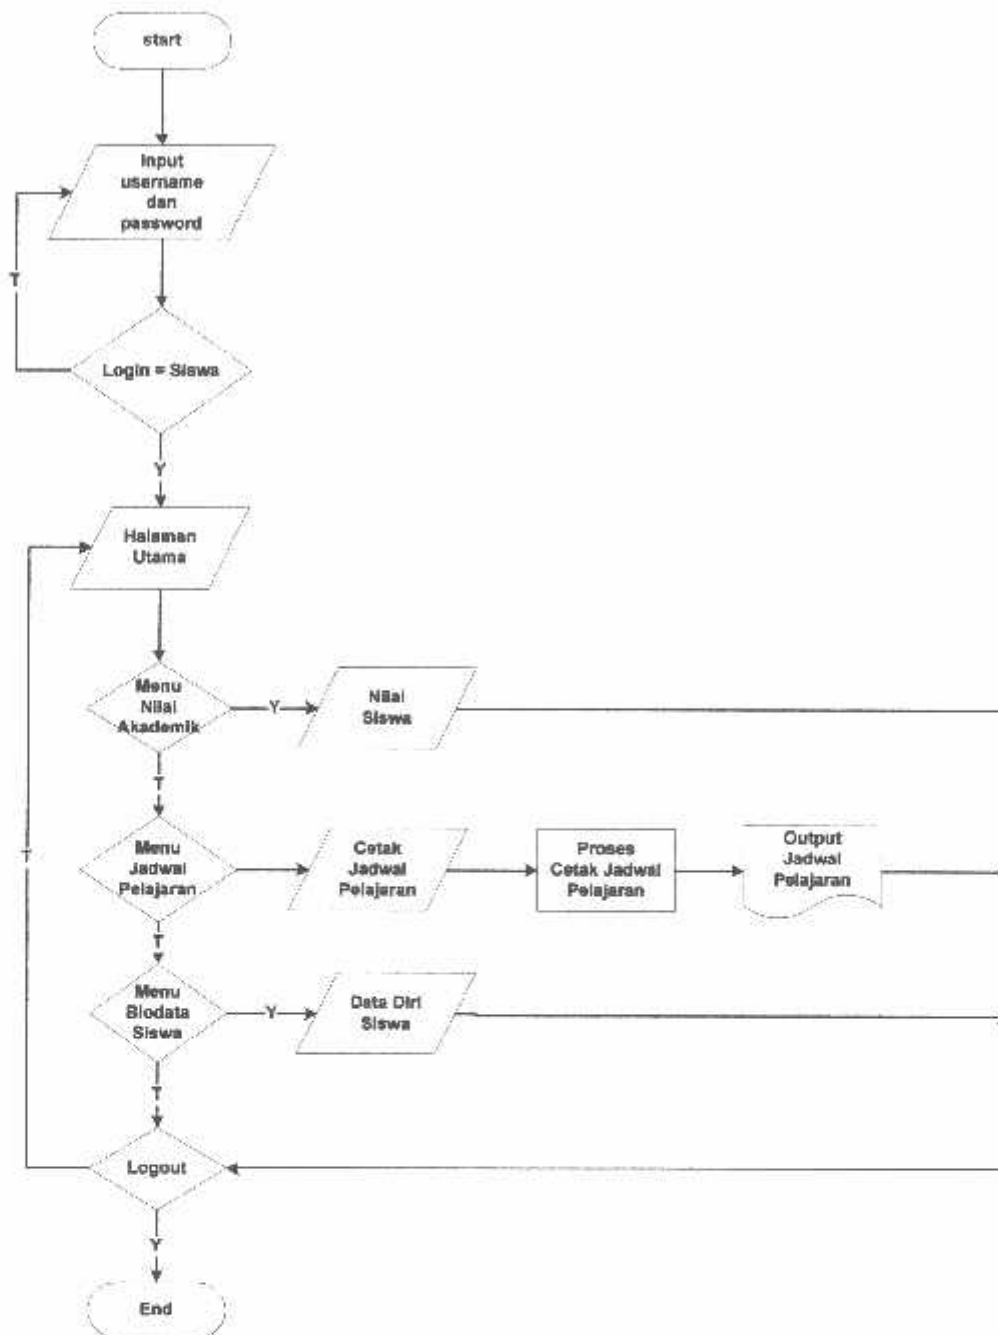 start
Input
username
dan
password
T
Login = Siswa
Y
Halaman
Utama
Menu
Nilai
Akademik
Y
Nilai
Siswa
T
Menu
Jadwal
Pelajaran
Cetak
Jadwal
Pelajaran
Proses
Cetak Jadwal
Pelajaran
Output
Jadwal
Pelajaran
T
T
Menu
Biodata
Siswa
Y
Data Diri
Siswa
T
Logout
Y
End